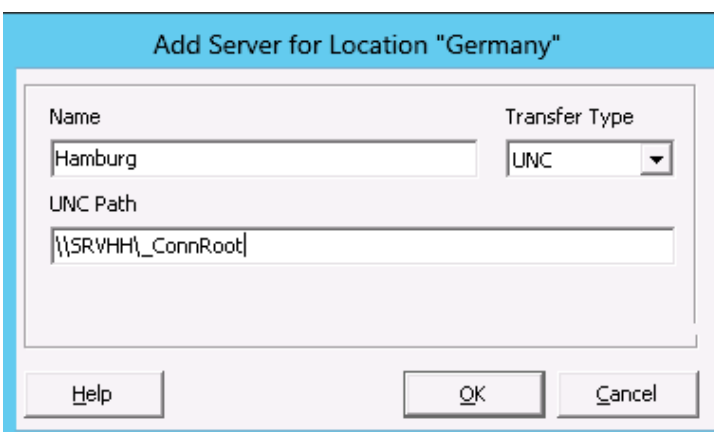 Add Server for Location "Germany"
Name
Transfer Type
Hamburg
UNC
UNC Path
\\SRVHH\_ConnRoot
Help
OK
Cancel